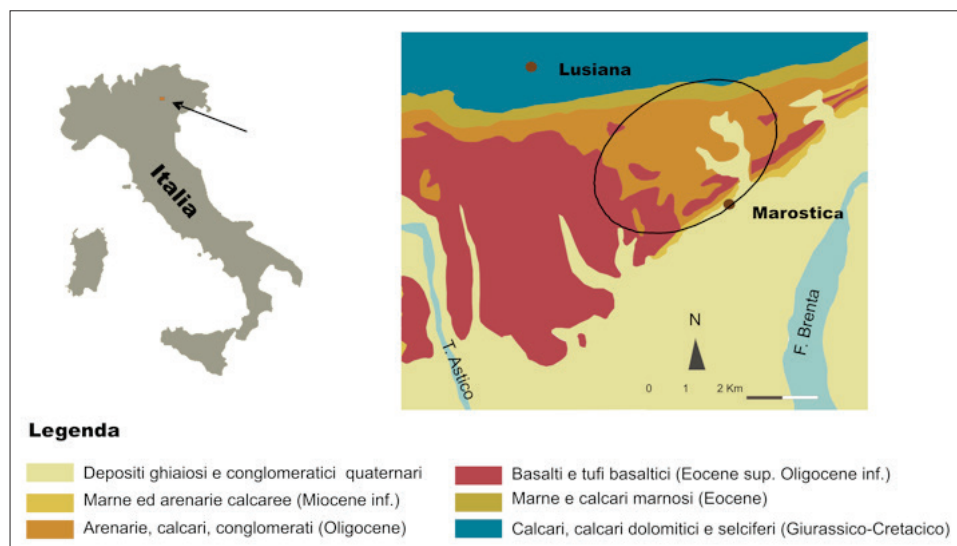 Italia
Lusiana
Marostica
N
0 1 2 Km
T. Astico
F. Brenta
Legenda
Depositi ghiaiosi e conglomeratici quaternari
Marne ed arenarie calcaree (Miocene inf.)
Arenarie, calcari, conglomerati (Oligocene)
Basalti e tufi basaltici (Eocene sup. Oligocene inf.)
Marne e calcari marnosi (Eocene)
Calcari, calcari dolomitici e selciferi (Giurassico-Cretacico)